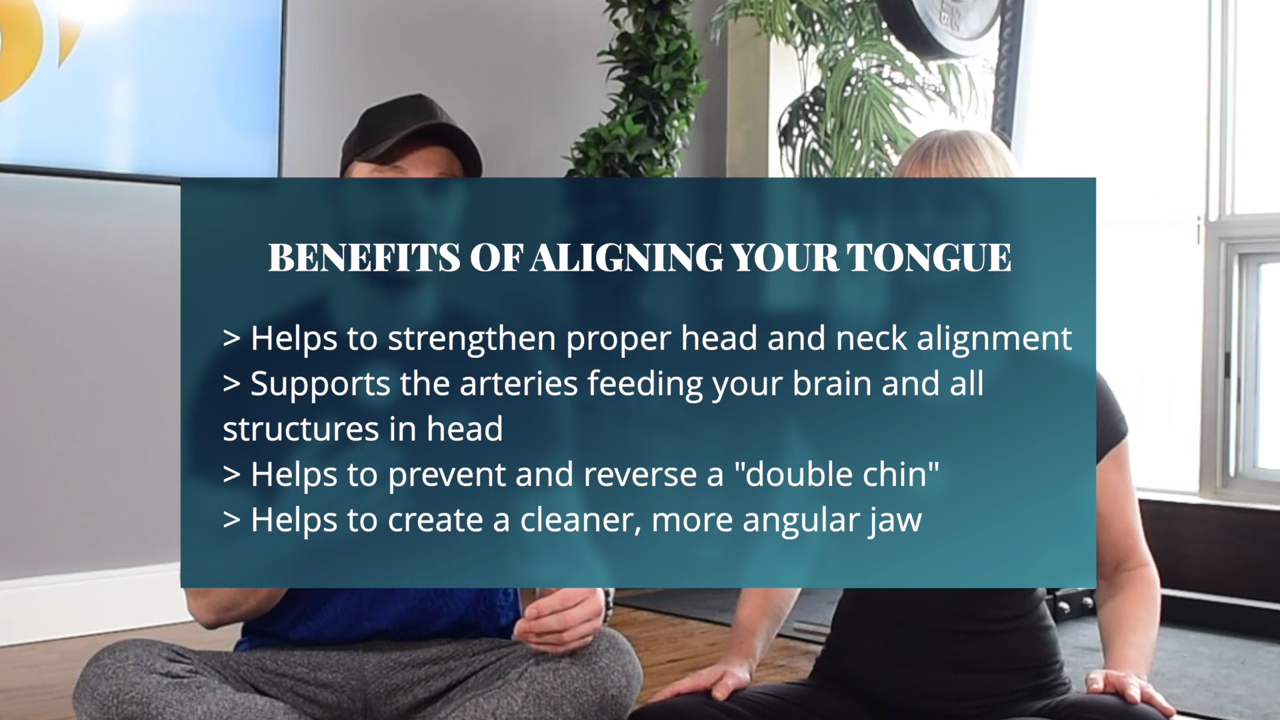 BENEFITS OF ALIGNING YOUR TONGUE
> Helps to strengthen proper head and neck alignment
> Supports the arteries feeding your brain and all
structures in head
> Helps to prevent and reverse a "double chin"
> Helps to create a cleaner, more angular jaw